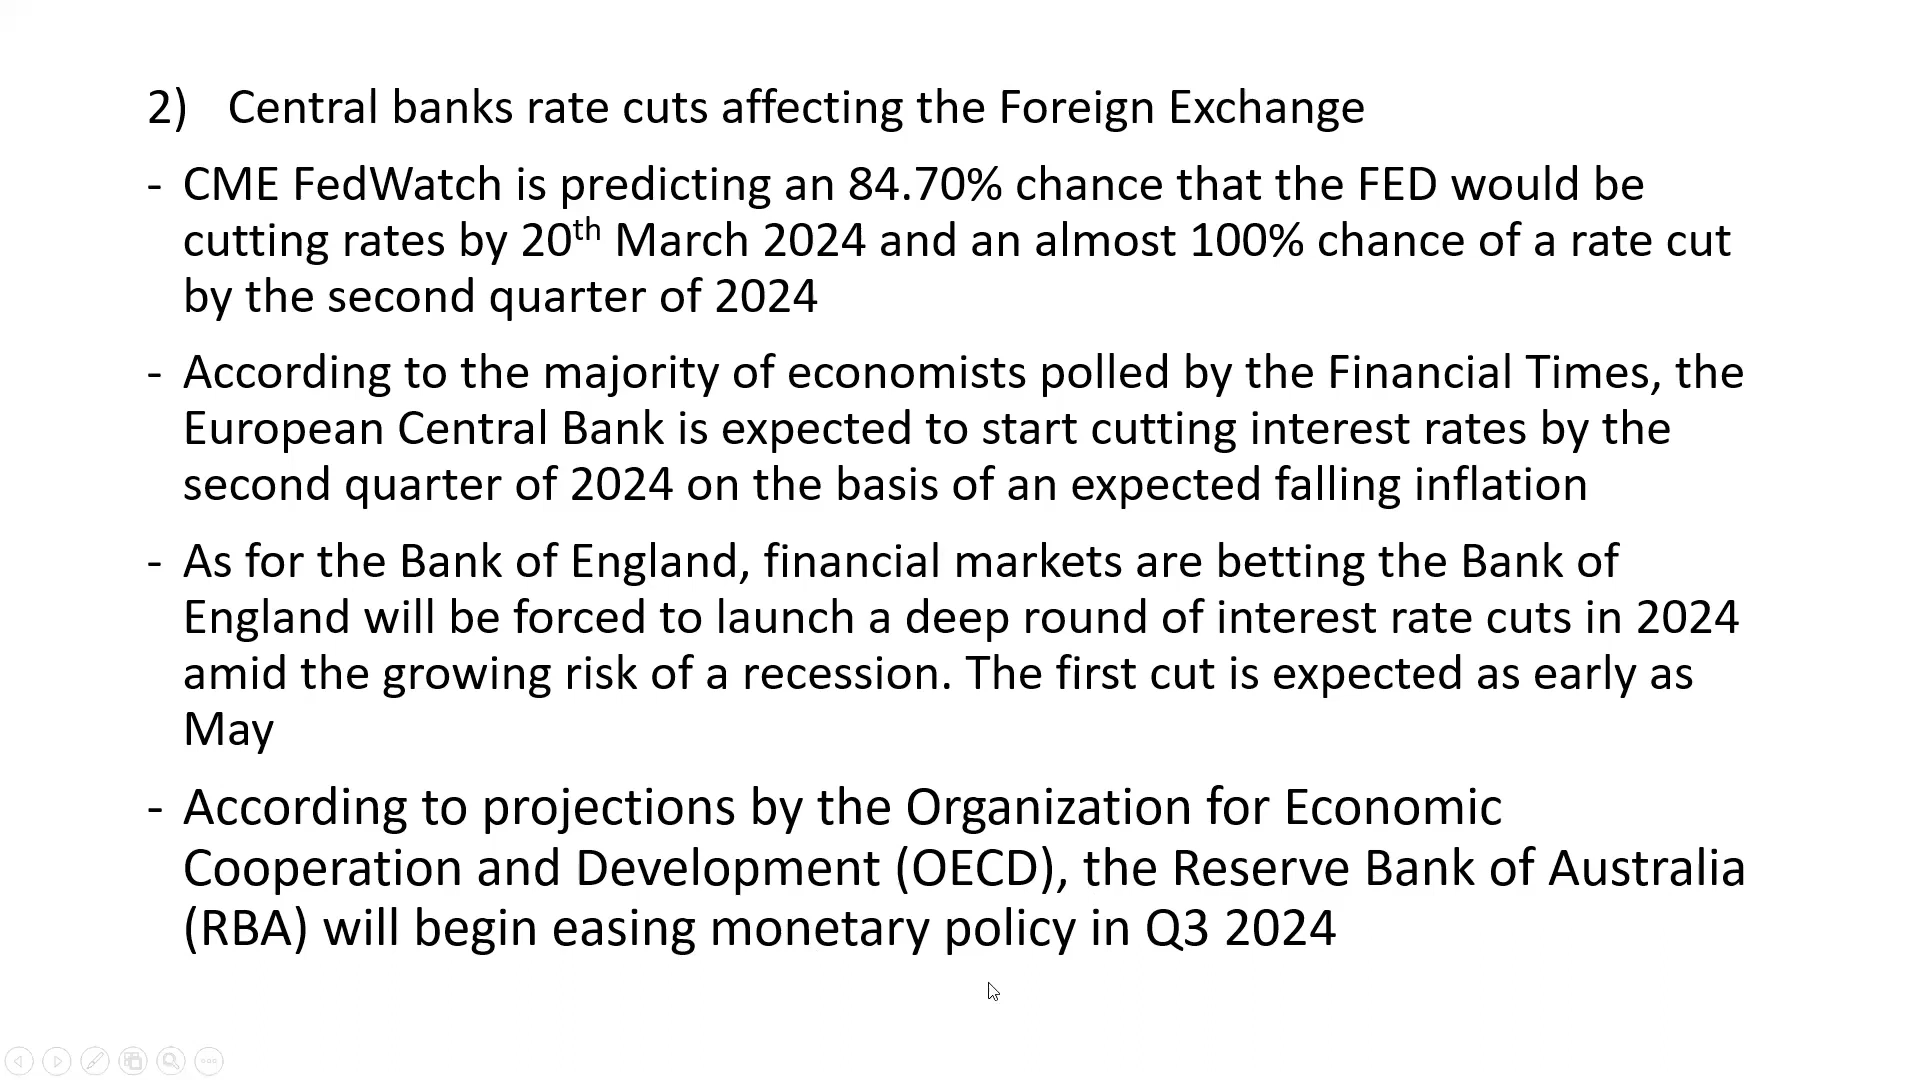 2) Central banks rate cuts affecting the Foreign Exchange
- CME FedWatch is predicting an 84.70% chance that the FED would be
cutting rates by 20th March 2024 and an almost 100% chance of a rate cut
by the second quarter of 2024
- According to the majority of economists polled by the Financial Times, the
European Central Bank is expected to start cutting interest rates by the
second quarter of 2024 on the basis of an expected falling inflation
- As for the Bank of England, financial markets are betting the Bank of
England will be forced to launch a deep round of interest rate cuts in 2024
amid the growing risk of a recession. The first cut is expected as early as
May
- According to projections by the Organization for Economic
Cooperation and Development (OECD), the Reserve Bank of Australia
(RBA) will begin easing monetary policy in Q3 2024